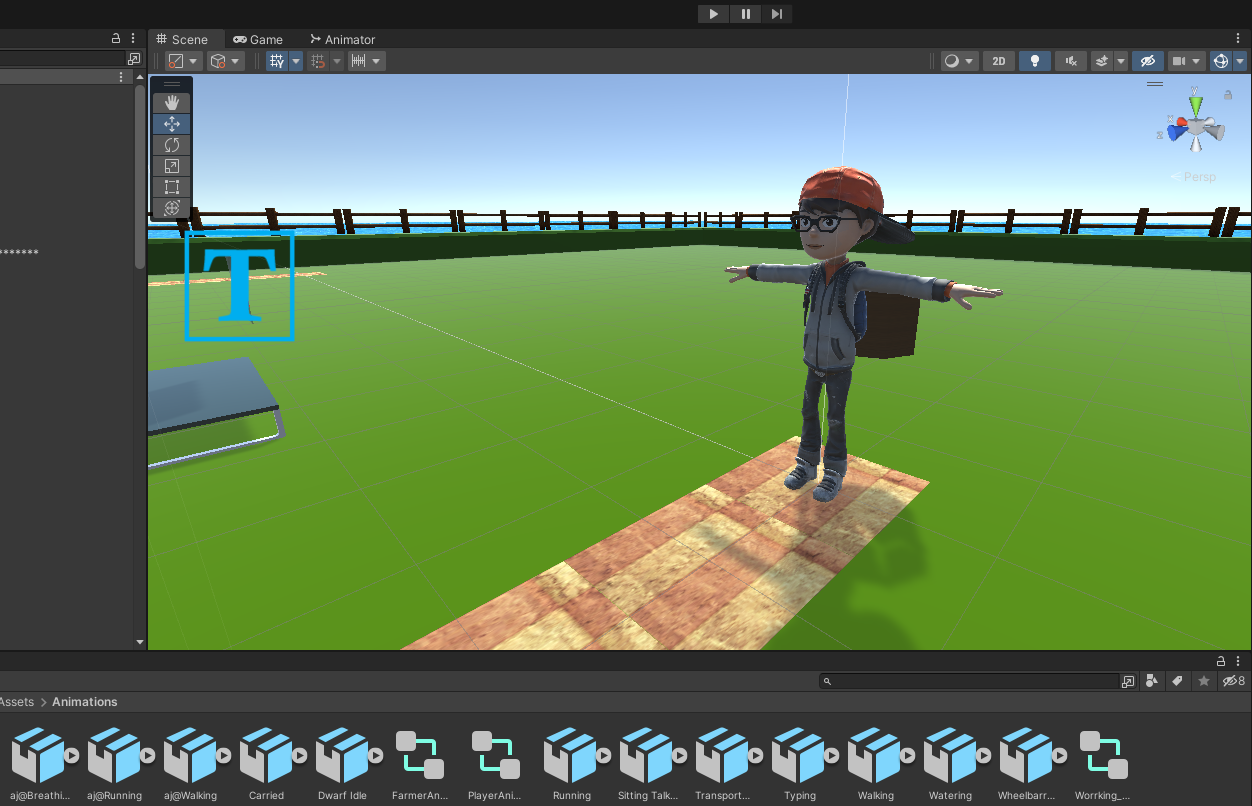 Scene
Game
Animator
2D
*******
T
y
x
z
Persp
8
Assets > Animations
aj@Breathi...
aj@Running
aj@Walking
Carried
Dwarf Idle
FarmerAn...
PlayerAni...
Running
Sitting Talk...
Transport...
Typing
Walking
Watering
Wheelbarr...
Worrking_...